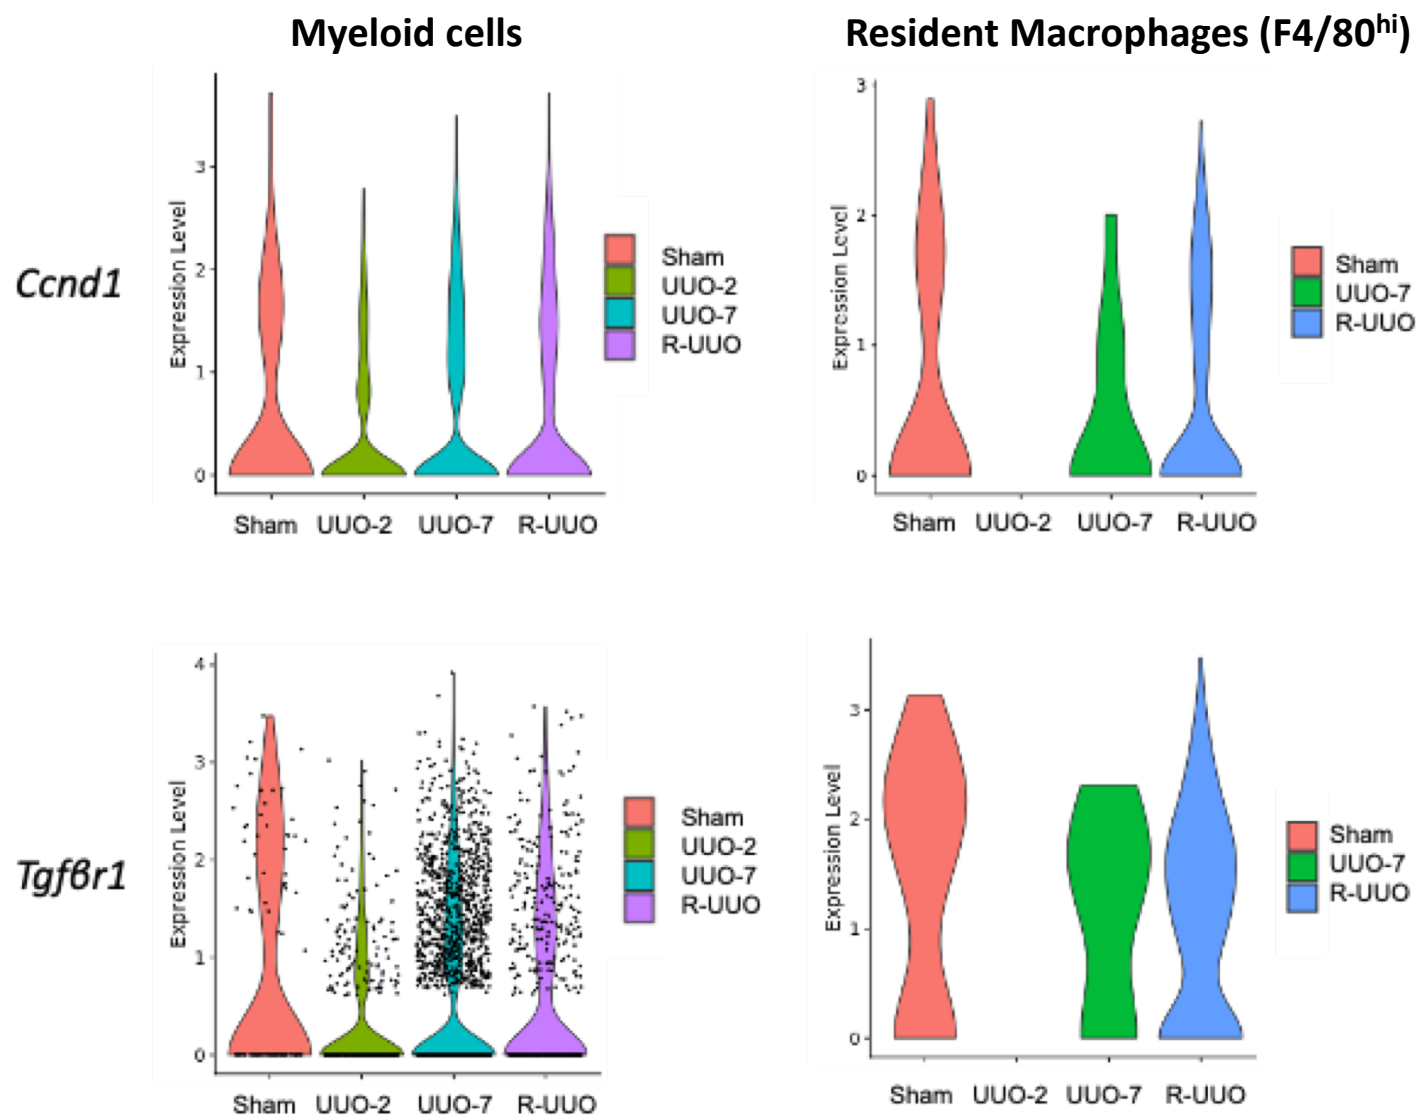 Myeloid cells
Resident Macrophages (F4/80hi)
Ccnd1
Expression Level
3
2
1
0
Sham
UUO-2
UUO-7
R-UUO
Sham UUO-2 UUO-7 R-UUO
Expression Level
3
2
1
0
Sham
UUO-7
R-UUO
Sham UUO-2 UUO-7 R-UUO
Tgfβr1
Expression Level
4
3
2
1
0
Sham
UUO-2
UUO-7
R-UUO
Sham UUO-2 UUO-7 R-UUO
Expression Level
3
2
1
0
Sham
UUO-7
R-UUO
Sham UUO-2 UUO-7 R-UUO